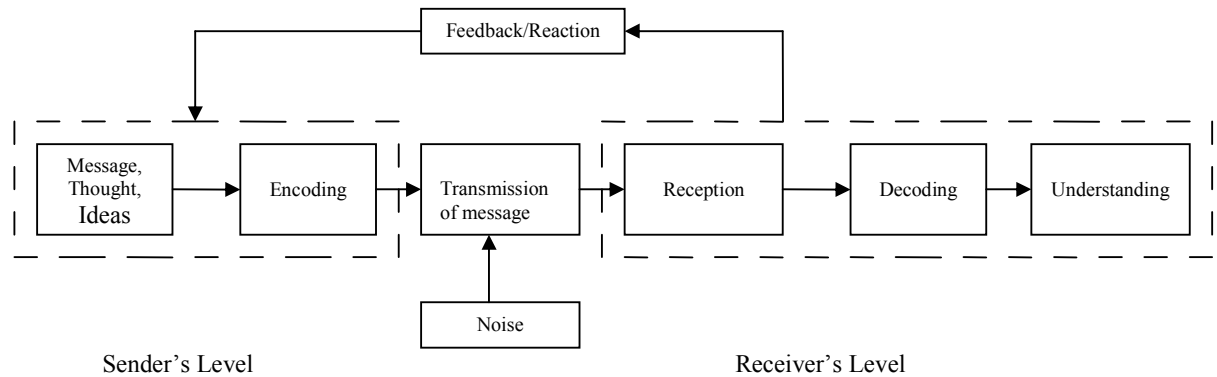 Feedback/Reaction
Message,
Thought,
Ideas
Encoding
Transmission
of message
Reception
Decoding
Understanding
Noise
Sender’s Level
Receiver’s Level